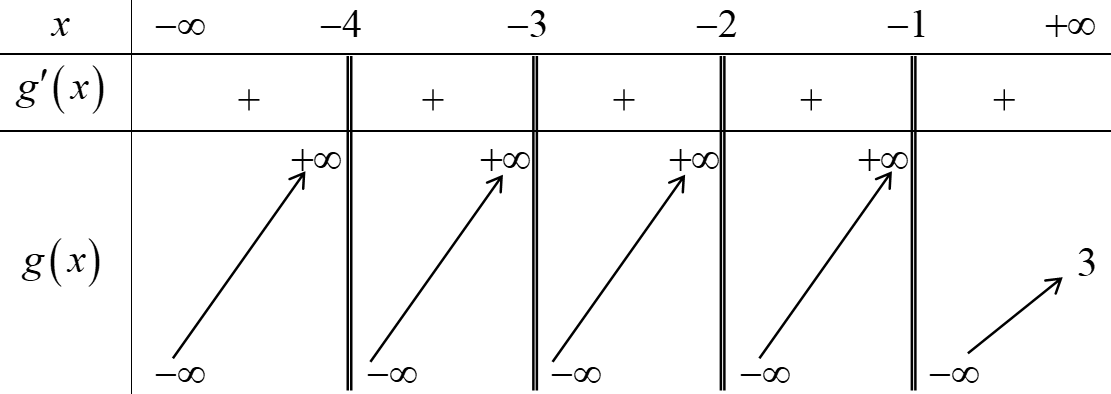 x −∞ −4 −3 −2 −1 +∞
g′(x) + + + + +
+∞ +∞ +∞ +∞
g(x) 3
−∞ −∞ −∞ −∞ −∞